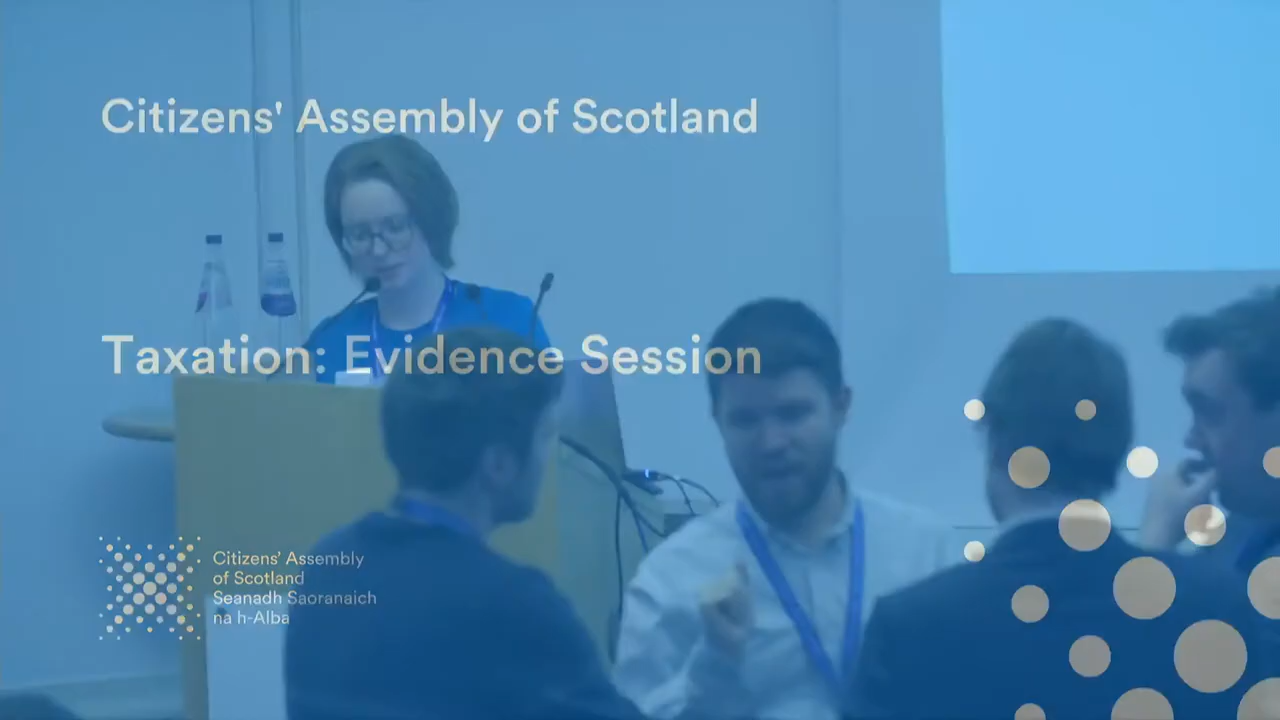 Citizens' Assembly of Scotland
Taxation: Evidence Session
Citizens’ Assembly
of Scotland
Seanadh Saoranaich
na h-Alba